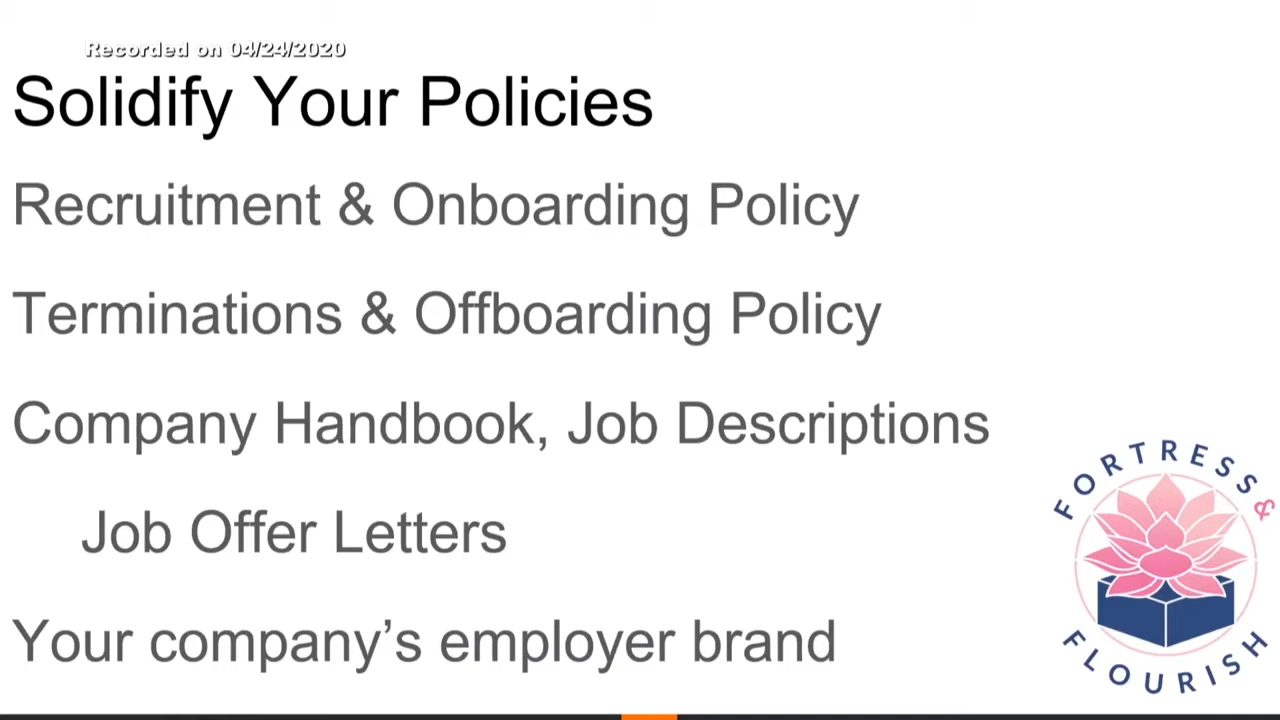 Recorded on 04/24/2020
Solidify Your Policies
Recruitment & Onboarding Policy
Terminations & Offboarding Policy
Company Handbook, Job Descriptions
Job Offer Letters
Your company’s employer brand
FORTRESS &
FLOURISH